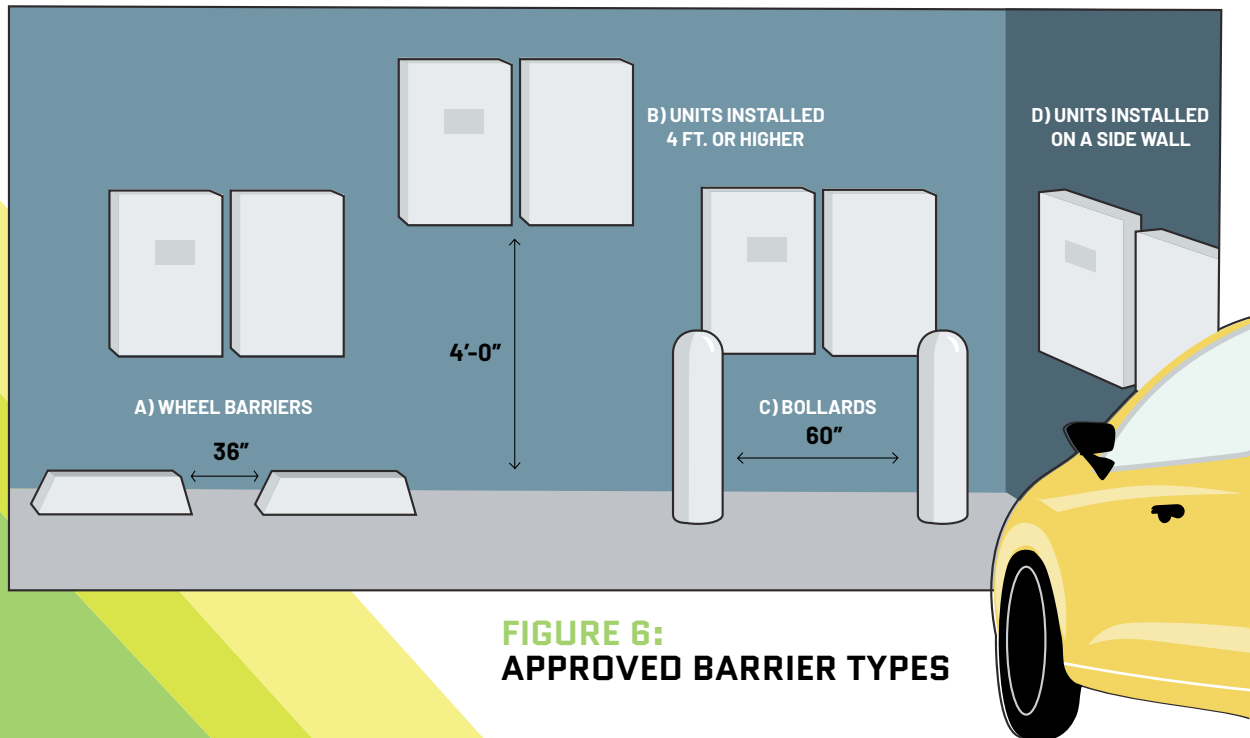 B) UNITS INSTALLED
4 FT. OR HIGHER
D) UNITS INSTALLED
ON A SIDE WALL
4’-0”
A) WHEEL BARRIERS
36”
C) BOLLARDS
60”
FIGURE 6:
APPROVED BARRIER TYPES